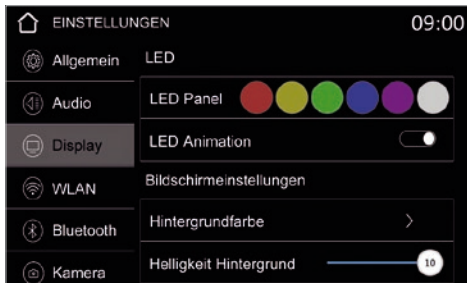 EINSTELLUNGEN 09:00
Allgemein
Audio
Display
WLAN
Bluetooth
Kamera
LED
LED Panel
LED Animation
Bildschirmeinstellungen
Hintergrundfarbe
Helligkeit Hintergrund 10